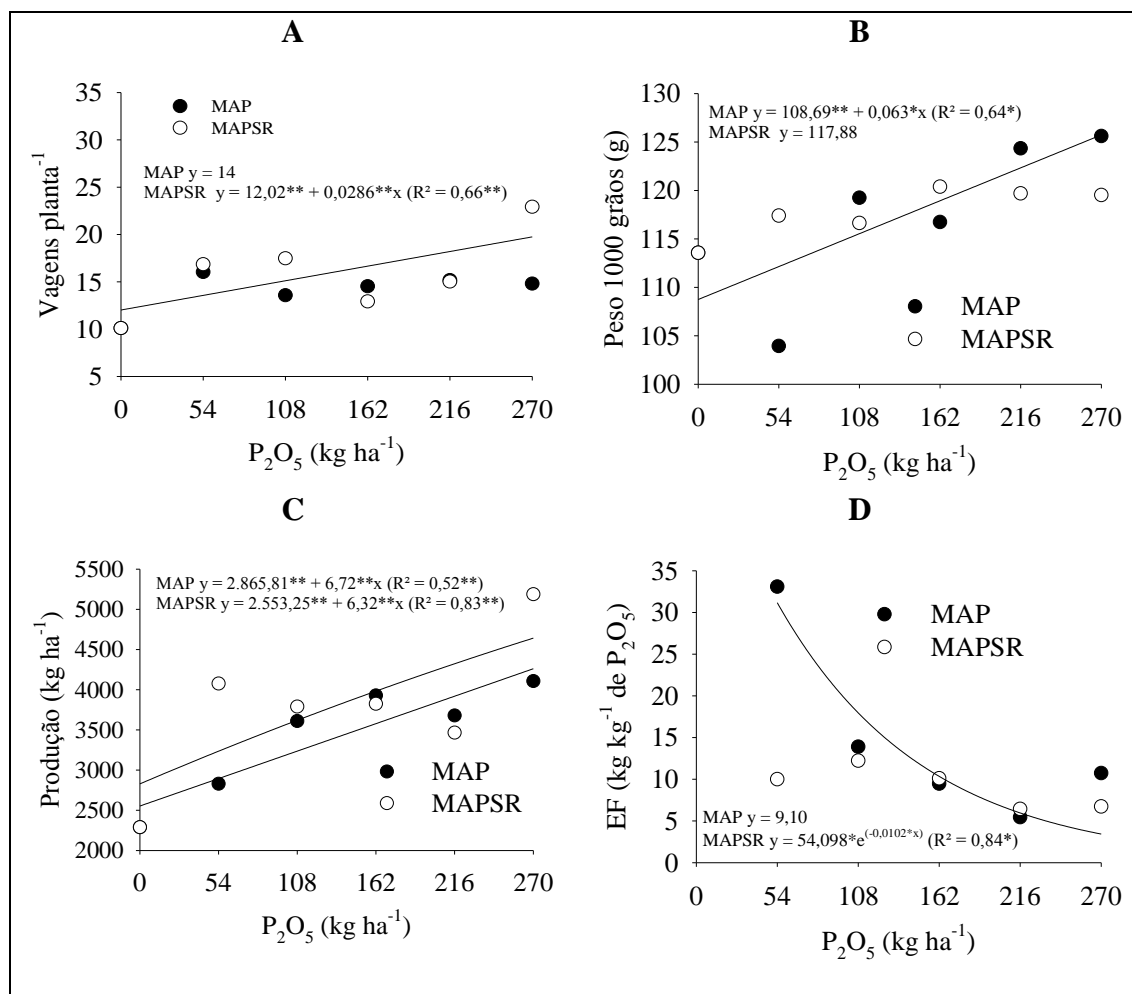 A
Vagens planta⁻¹
35
30
25
20
15
10
5
MAP
MAPSR
MAP y = 14
MAPSR y = 12,02** + 0,0286**x (R² = 0,66**)
0 54 108 162 216 270
P₂O₅ (kg ha⁻¹)
B
Peso 1000 grãos (g)
130
125
120
115
110
105
100
MAP y = 108,69** + 0,063*x (R² = 0,64*)
MAPSR y = 117,88
MAP
MAPSR
0 54 108 162 216 270
P₂O₅ (kg ha⁻¹)
C
Produção (kg ha⁻¹)
5500
5000
4500
4000
3500
3000
2500
2000
MAP y = 2.865,81** + 6,72**x (R² = 0,52**)
MAPSR y = 2.553,25** + 6,32**x (R² = 0,83**)
MAP
MAPSR
0 54 108 162 216 270
P₂O₅ (kg ha⁻¹)
D
EF (kg kg⁻¹ de P₂O₅)
35
30
25
20
15
10
5
0
MAP
MAPSR
MAP y = 9,10
MAPSR y = 54,098*e⁽⁻⁰,⁰¹⁰²*ˣ⁾ (R² = 0,84*)
0 54 108 162 216 270
P₂O₅ (kg ha⁻¹)